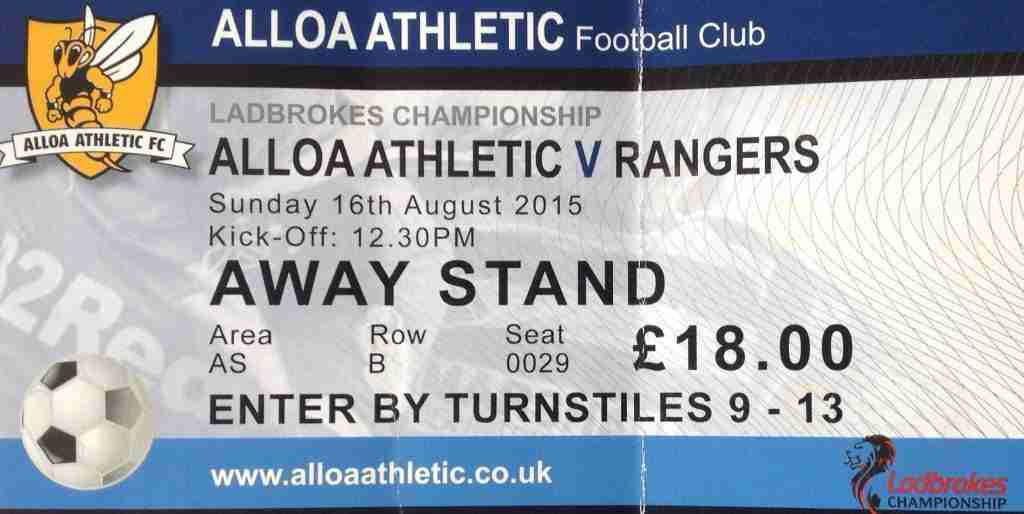 ALLOA ATHLETIC Football Club
ALLOA ATHLETIC FC
LADBROKES CHAMPIONSHIP
ALLOA ATHLETIC V RANGERS
Sunday 16th August 2015
Kick-Off: 12.30PM
AWAY STAND
Area Row Seat
AS B 0029
£18.00
ENTER BY TURNSTILES 9 - 13
www.alloaathletic.co.uk
Ladbrokes
CHAMPIONSHIP